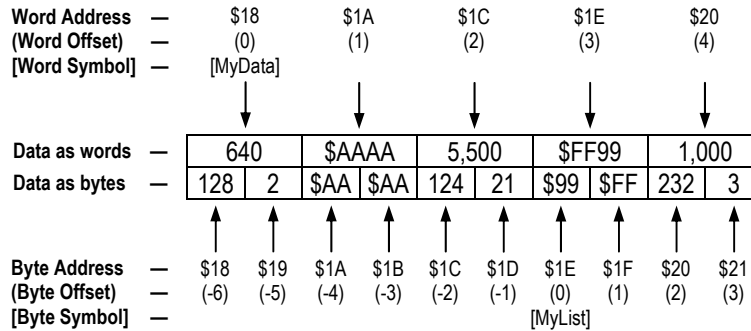 Word Address — $18 $1A $1C $1E $20
(Word Offset) — (0) (1) (2) (3) (4)
[Word Symbol] — [MyData]
Data as words — 640 $AAAA 5,500 $FF99 1,000
Data as bytes — 128 2 $AA $AA 124 21 $99 $FF 232 3
Byte Address — $18 $19 $1A $1B $1C $1D $1E $1F $20 $21
(Byte Offset) — (-6) (-5) (-4) (-3) (-2) (-1) (0) (1) (2) (3)
[Byte Symbol] — [MyList]